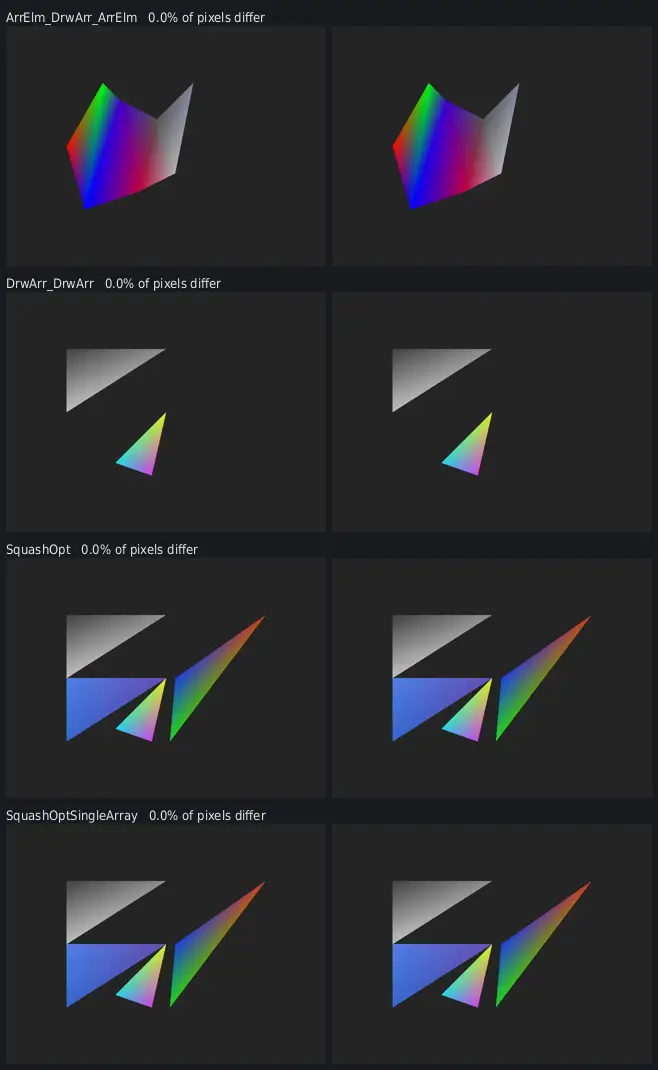 ArrElm_DrwArr_ArrElm 0.0% of pixels differ
DrwArr_DrwArr 0.0% of pixels differ
SquashOpt 0.0% of pixels differ
SquashOptSingleArray 0.0% of pixels differ